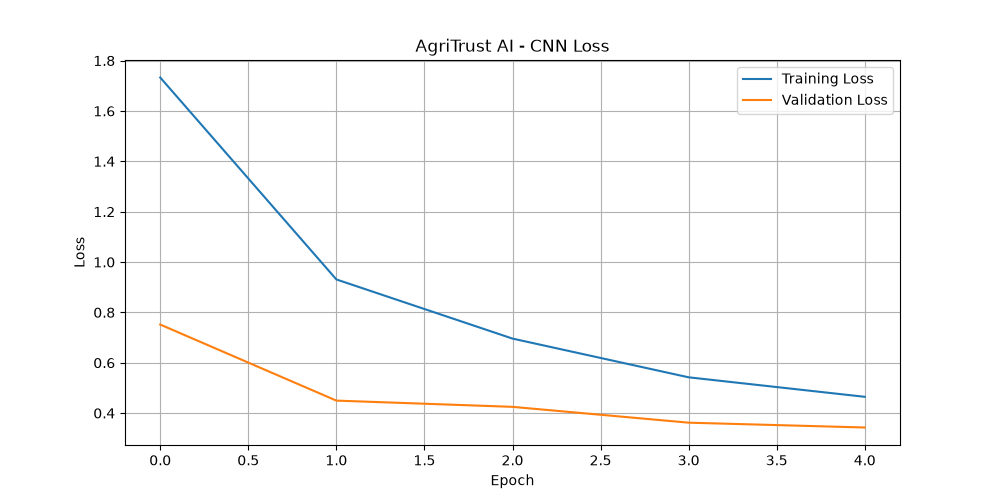 AgriTrust AI - CNN Loss
Training Loss
Validation Loss
1.8
1.6
1.4
1.2
1.0
0.8
0.6
0.4
Loss
0.0 0.5 1.0 1.5 2.0 2.5 3.0 3.5 4.0
Epoch